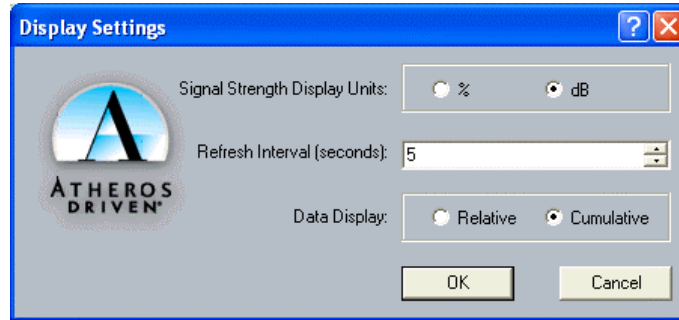 Display Settings
Signal Strength Display Units: % dB
Refresh Interval (seconds): 5
ATHEROS
DRIVEN
Data Display: Relative Cumulative
OK Cancel